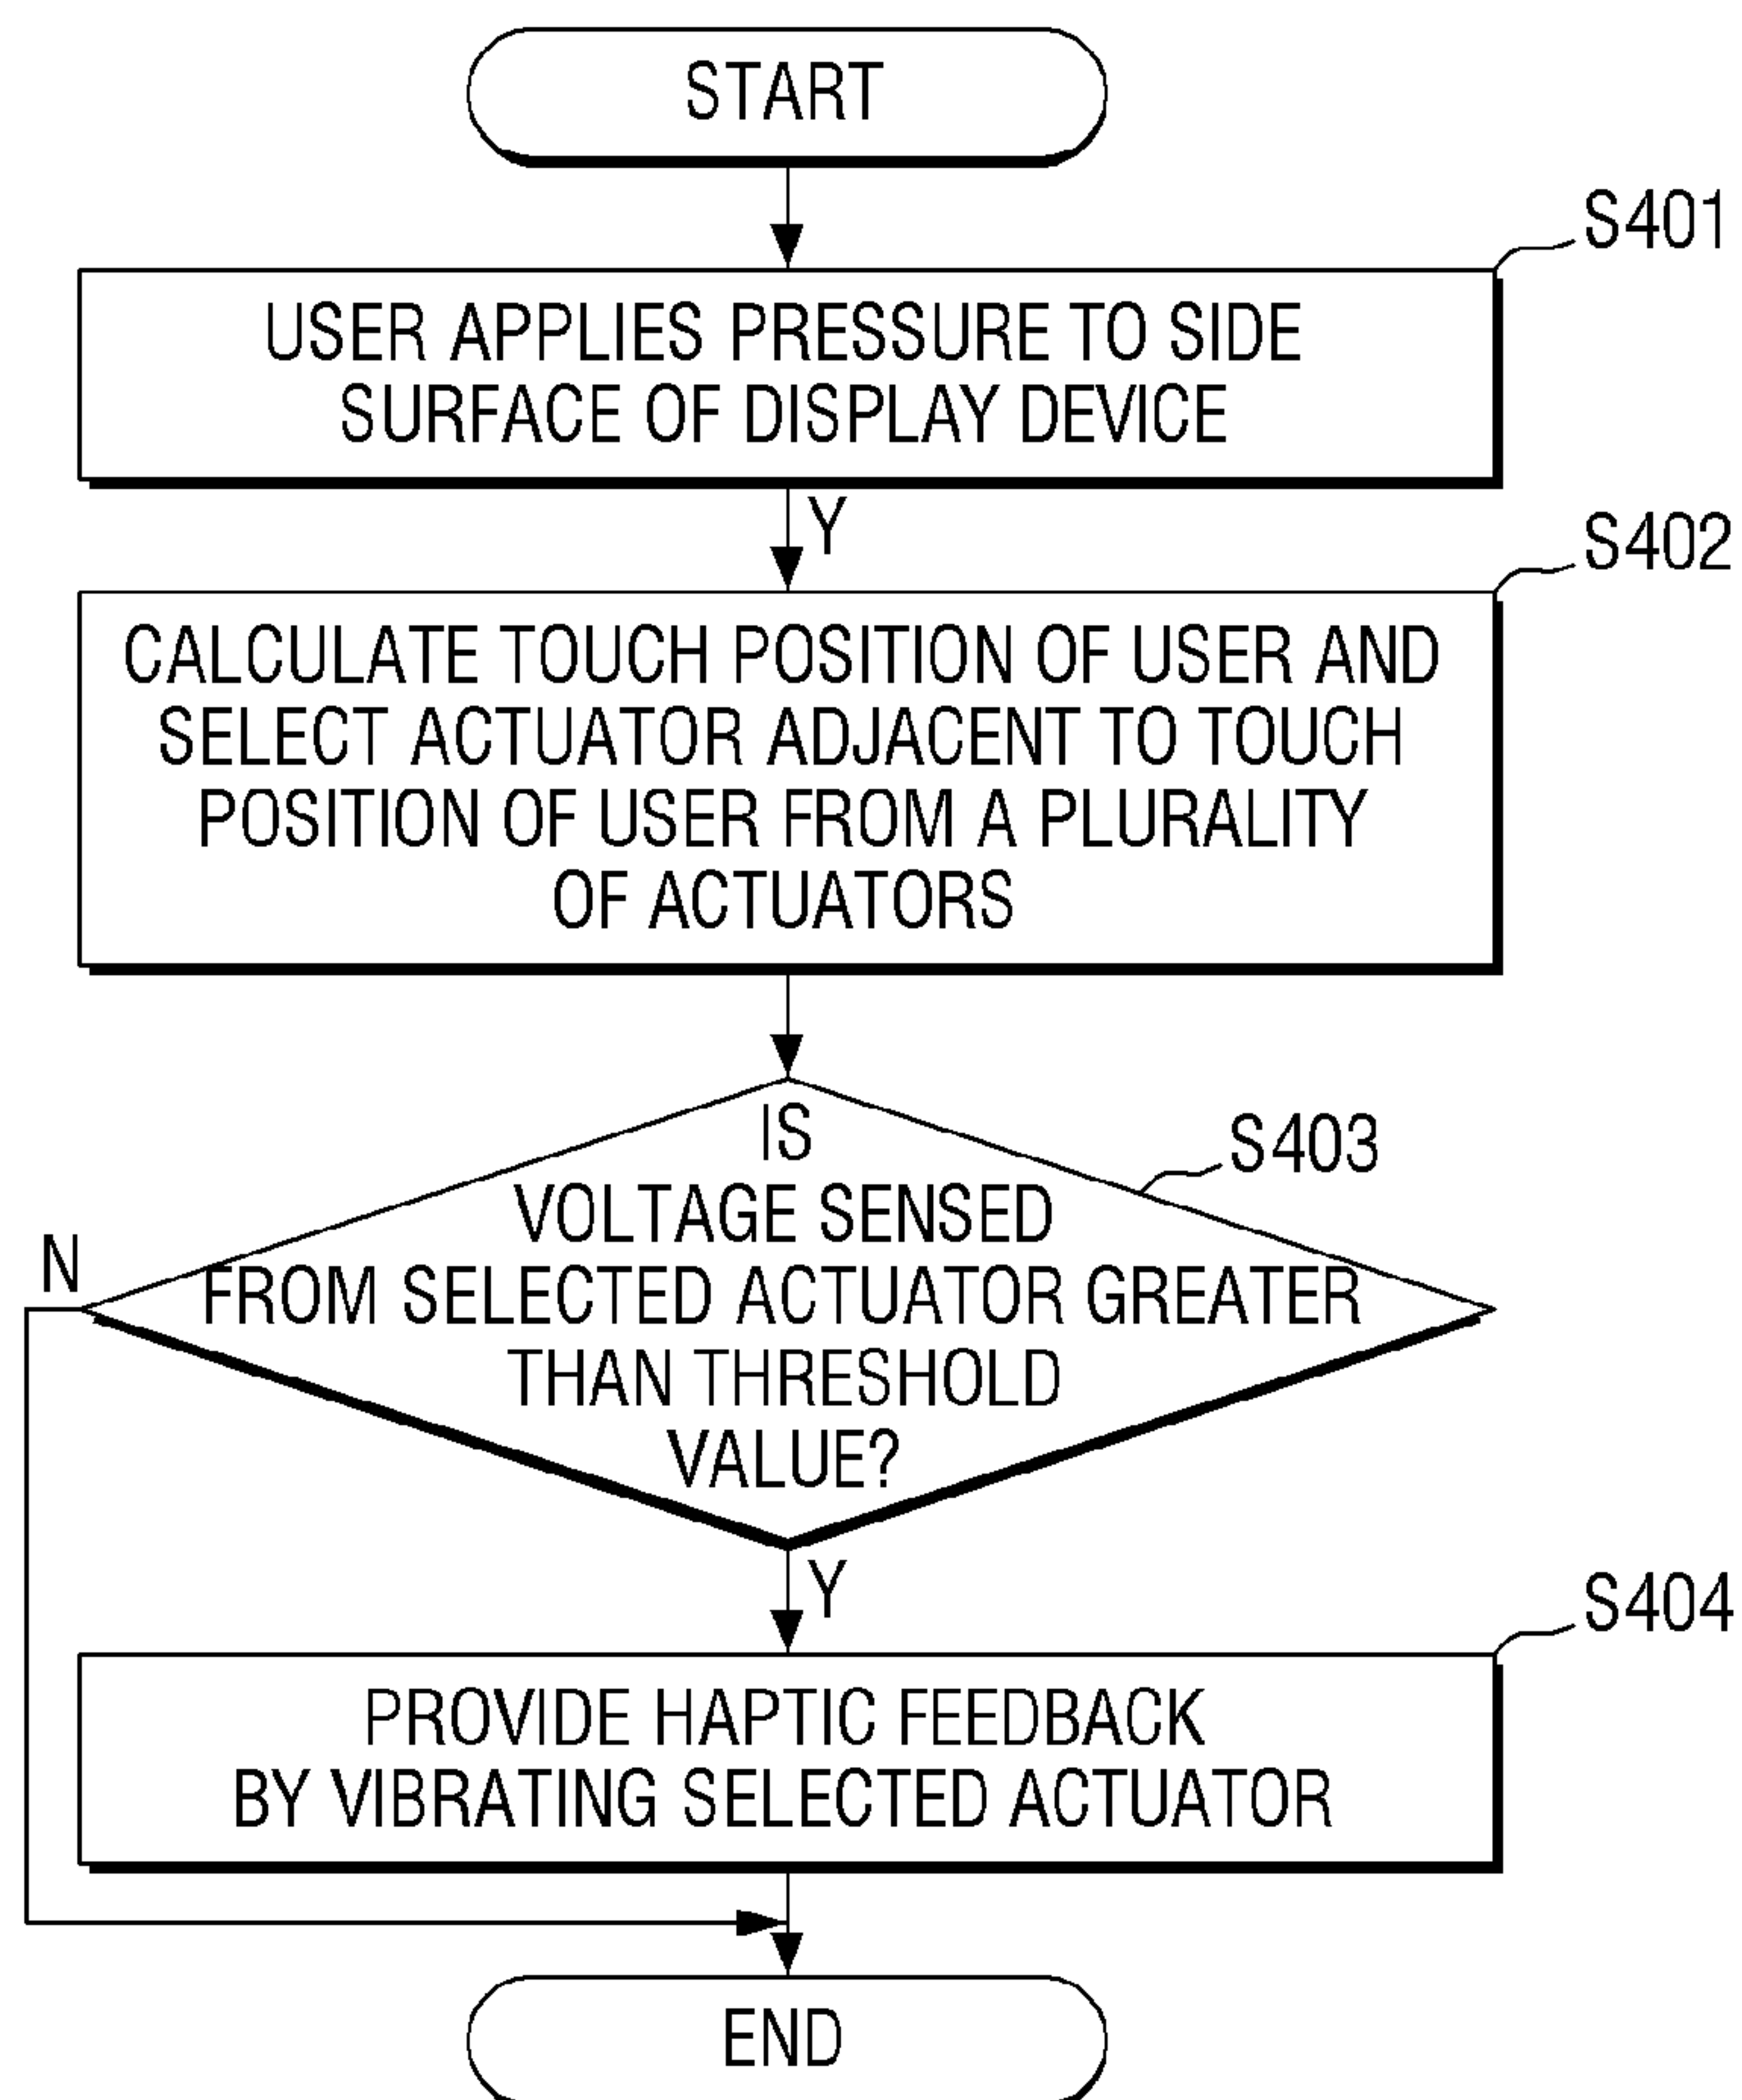 START
S401
USER APPLIES PRESSURE TO SIDE
SURFACE OF DISPLAY DEVICE
Y
S402
CALCULATE TOUCH POSITION OF USER AND
SELECT ACTUATOR ADJACENT TO TOUCH
POSITION OF USER FROM A PLURALITY
OF ACTUATORS
S403
IS
VOLTAGE SENSED
FROM SELECTED ACTUATOR GREATER
THAN THRESHOLD
VALUE?
N
Y
S404
PROVIDE HAPTIC FEEDBACK
BY VIBRATING SELECTED ACTUATOR
END